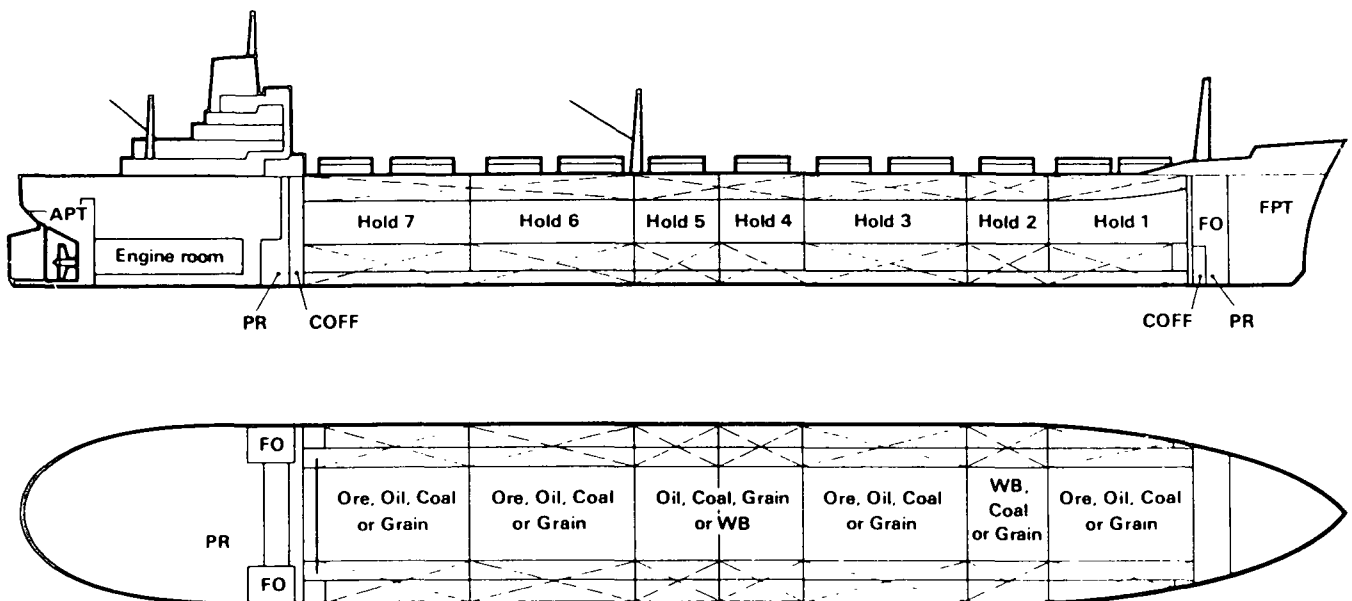 APT
Engine room
Hold 7
Hold 6
Hold 5
Hold 4
Hold 3
Hold 2
Hold 1
FO
FPT
PR
COFF
COFF
PR
FO
Ore, Oil, Coal
or Grain
Ore, Oil, Coal
or Grain
Oil, Coal, Grain
or WB
Ore, Oil, Coal
or Grain
WB,
Coal
or Grain
Ore, Oil, Coal
or Grain
PR
FO